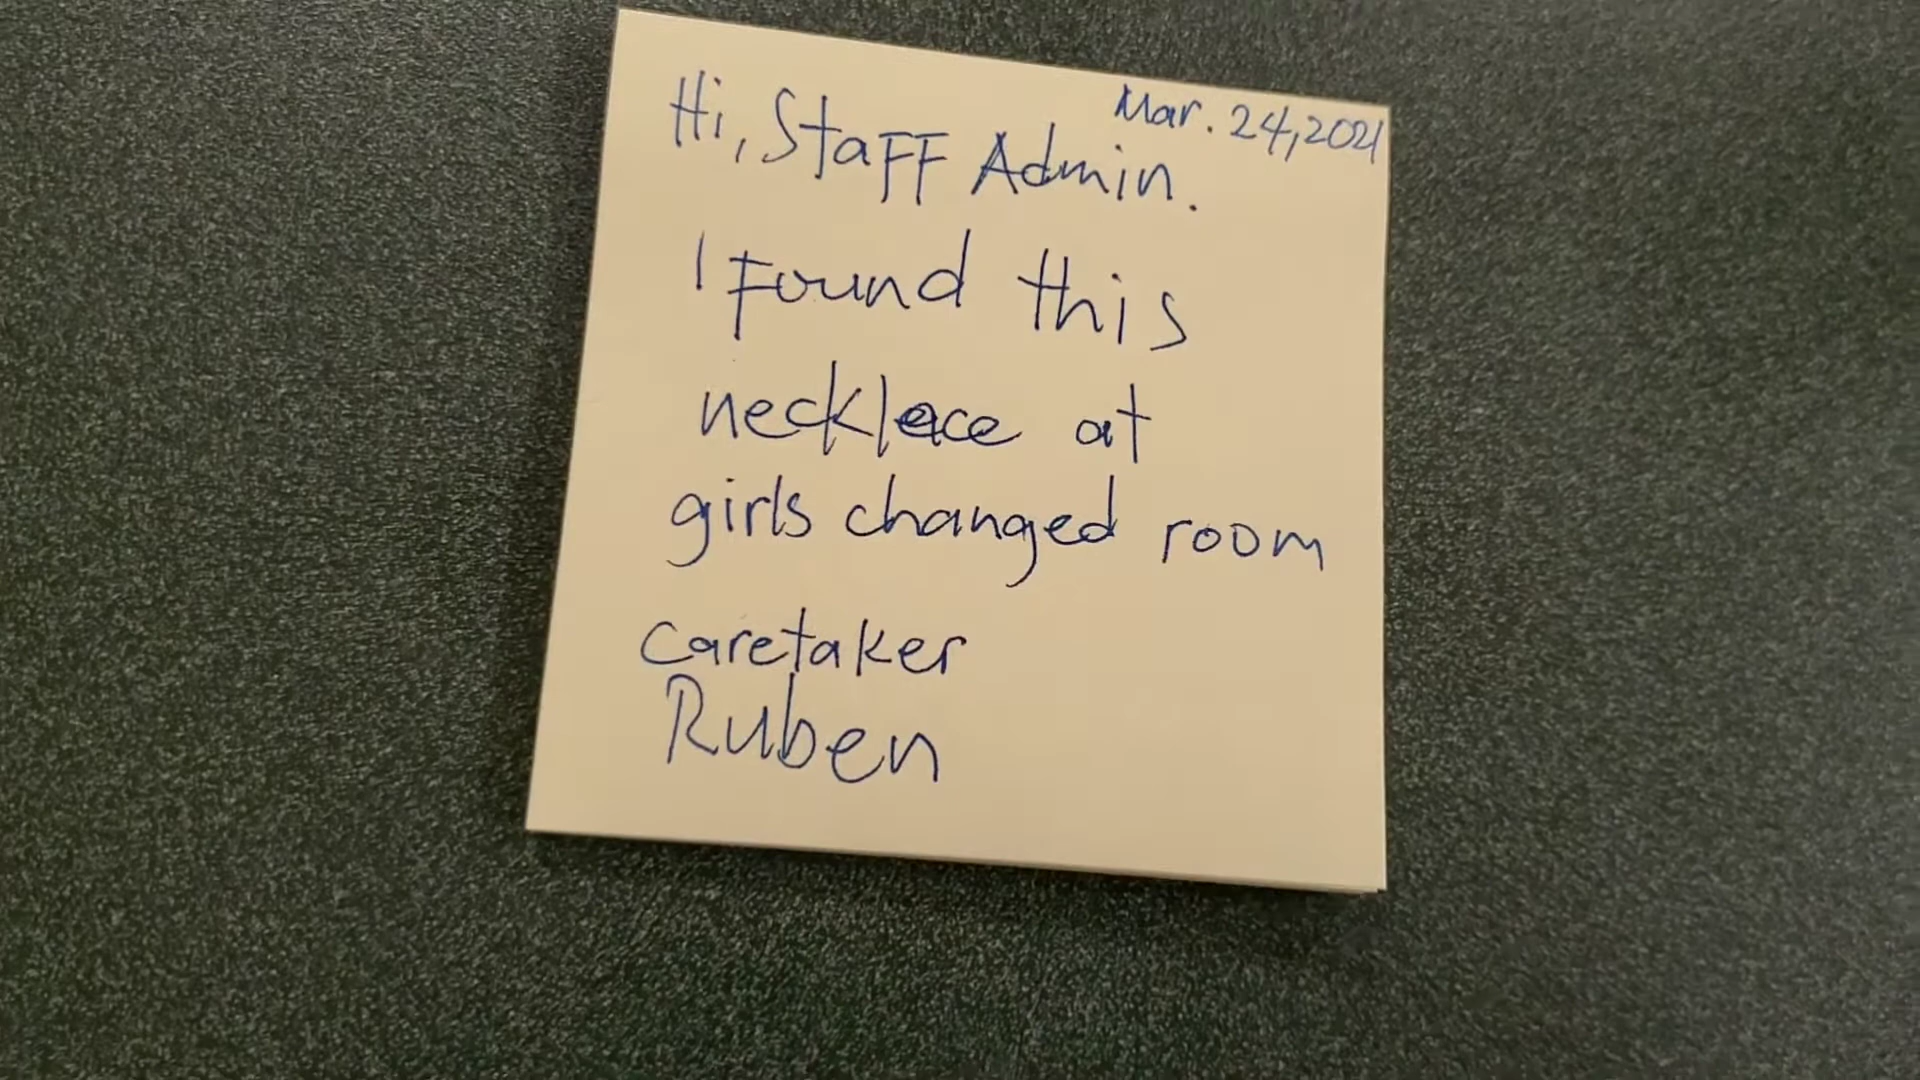 Mar. 24, 2021
Hi, Staff Admin.
I Found this
necklace at
girls changed room
caretaker
Ruben